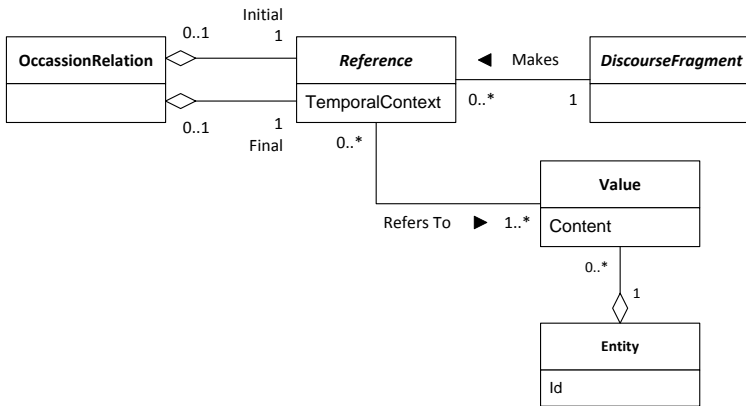 Initial
0..1
1
OccassionRelation
Reference
◄ Makes
DiscourseFragment
TemporalContext
0..*
1
0..1
1
Final
0..*
Value
Refers To ►
1..*
Content
0..*
1
Entity
Id